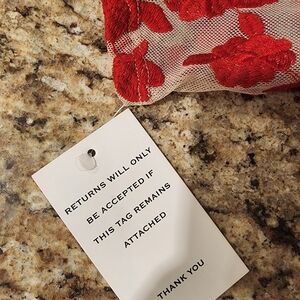 RETURNS WILL ONLY
BE ACCEPTED IF
THIS TAG REMAINS
ATTACHED
THANK YOU